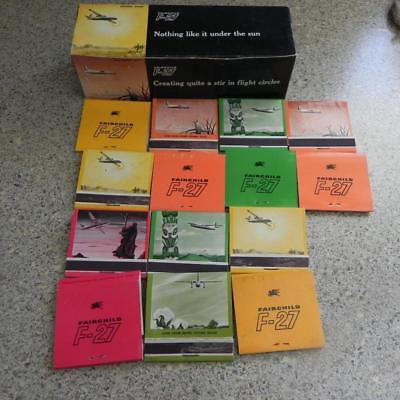 F-27
Nothing like it under the sun
F-27
Creating quite a stir in flight circles
FAIRCHILD
F-27
FAIRCHILD
F-27
FAIRCHILD
F-27
FAIRCHILD
F-27
FAIRCHILD
F-27
FAIRCHILD
F-27